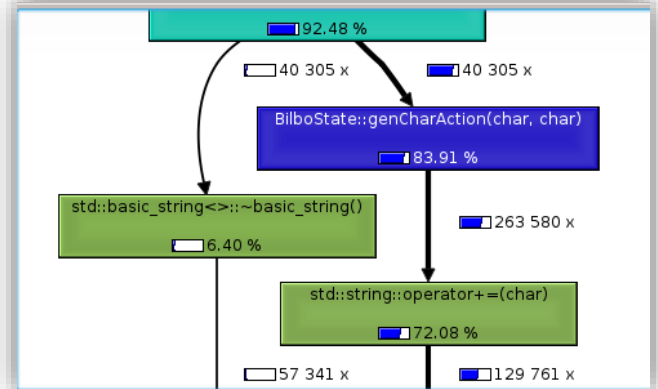 92.48 %
40 305 x
40 305 x
BilboState::genCharAction(char, char)
83.91 %
std::basic_string<>::~basic_string()
6.40 %
263 580 x
std::string::operator+=(char)
72.08 %
57 341 x
129 761 x